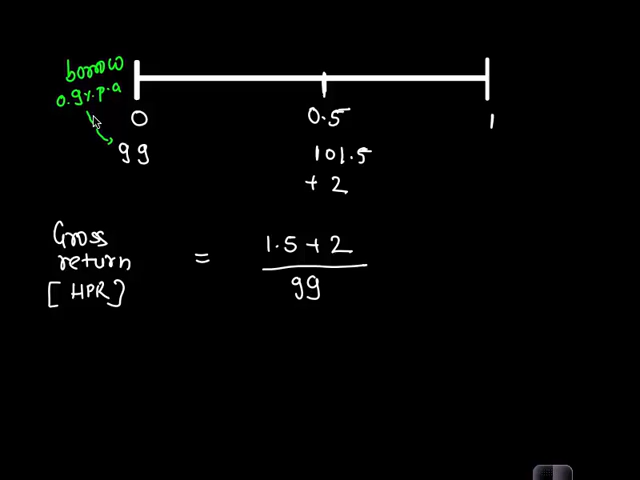 borrow
0.9%.p.a
0 0.5 1
99 101.5
+ 2
Gross
return
[HPR]
= 1.5+2
99